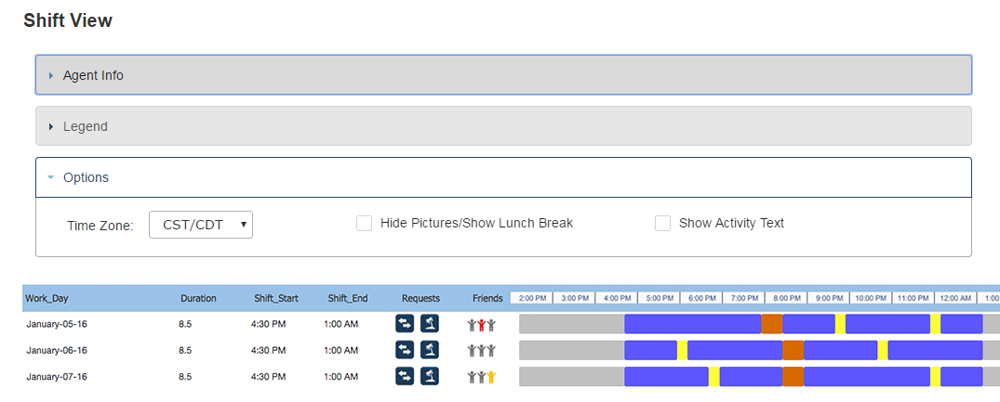 Shift View
Agent Info
Legend
Options
Time Zone: CST/CDT Hide Pictures/Show Lunch Break Show Activity Text
Work_Day Duration Shift_Start Shift_End Requests Friends 2:00 PM 3:00 PM 4:00 PM 5:00 PM 6:00 PM 7:00 PM 8:00 PM 9:00 PM 10:00 PM 11:00 PM 12:00 AM 1:00
January-05-16 8.5 4:30 PM 1:00 AM
January-06-16 8.5 4:30 PM 1:00 AM
January-07-16 8.5 4:30 PM 1:00 AM